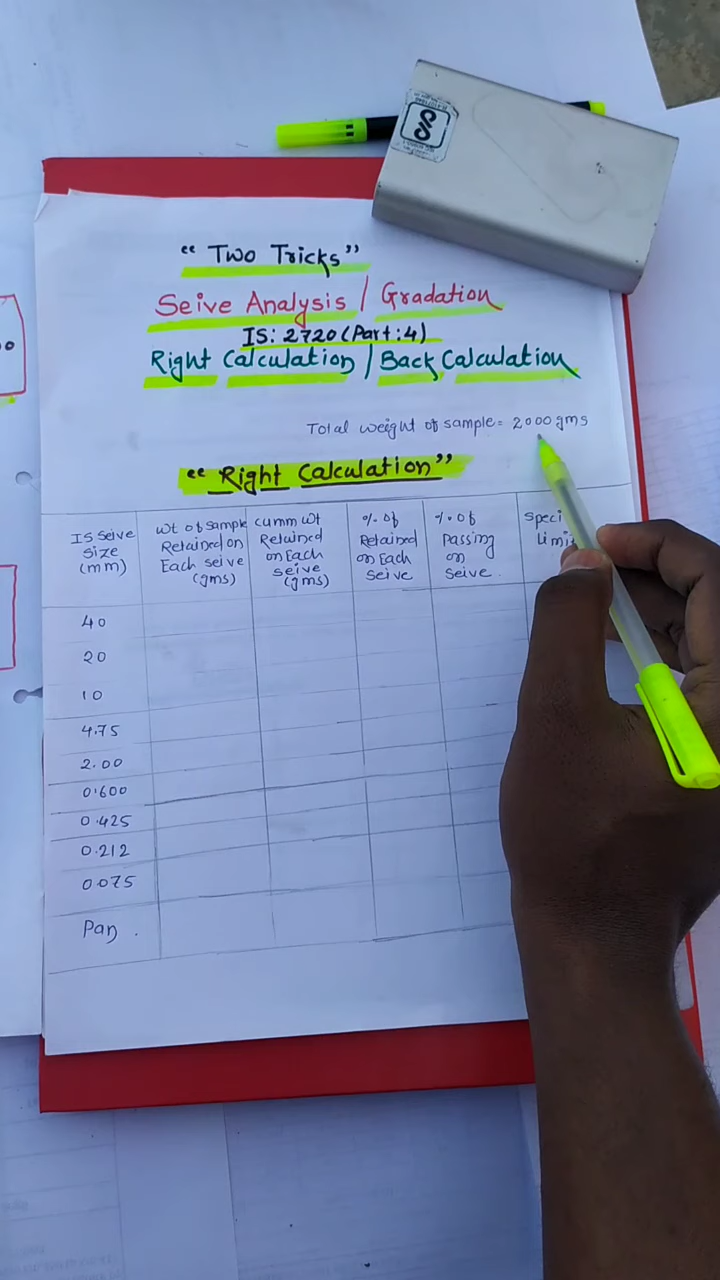 “Two Tricks”
Seive Analysis / Gradation
IS: 2720 (Part:4)
Right Calculation / Back Calculation
Total weight of sample = 2000 gms
“Right Calculation”
IS Seive
size
(mm)
wt of sample
Retained on
Each seive
(gms)
cumm wt
Retained
on Each
seive
(gms)
% of
Retained
on Each
seive
% of
Passing
on
seive.
40
20
10
4.75
2.00
0.600
0.425
0.212
0.075
Pan.